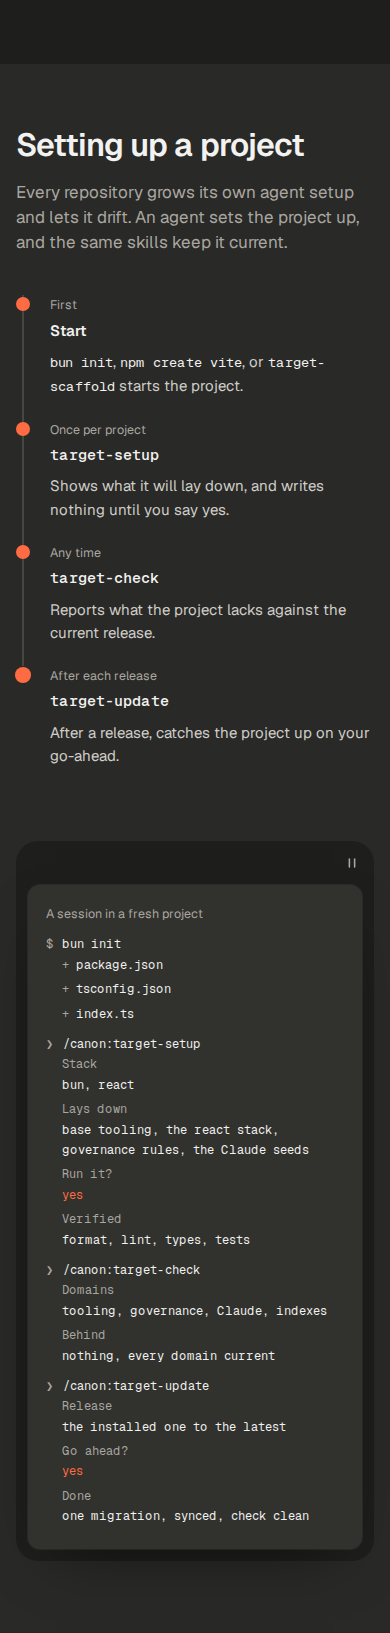 Setting up a project
Every repository grows its own agent setup
and lets it drift. An agent sets the project up,
and the same skills keep it current.
First
Start
bun init, npm create vite, or target-
scaffold starts the project.
Once per project
target-setup
Shows what it will lay down, and writes
nothing until you say yes.
Any time
target-check
Reports what the project lacks against the
current release.
After each release
target-update
After a release, catches the project up on your
go-ahead.
A session in a fresh project
$ bun init
+ package.json
+ tsconfig.json
+ index.ts
❯ /canon:target-setup
Stack
bun, react
Lays down
base tooling, the react stack,
governance rules, the Claude seeds
Run it?
yes
Verified
format, lint, types, tests
❯ /canon:target-check
Domains
tooling, governance, Claude, indexes
Behind
nothing, every domain current
❯ /canon:target-update
Release
the installed one to the latest
Go ahead?
yes
Done
one migration, synced, check clean